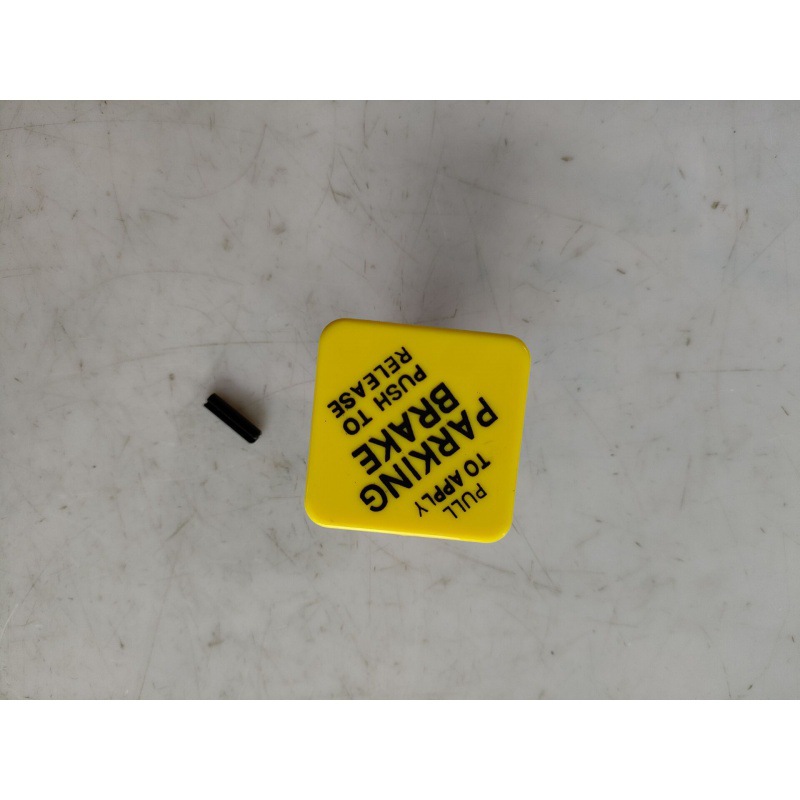 PULL
TO APPLY
PARKING
BRAKE
PUSH TO
RELEASE